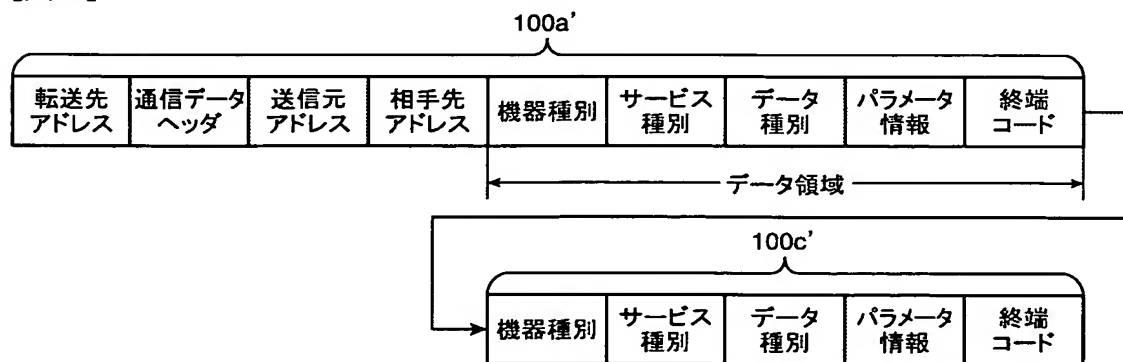 100a'
転送先 通信データ 送信元 相手先 機器種別 サービス データ パラメータ 終端
アドレス ヘッダ アドレス アドレス 種別 種別 情報 コード
データ領域
100c'
機器種別 サービス データ パラメータ 終端
種別 種別 情報 コード